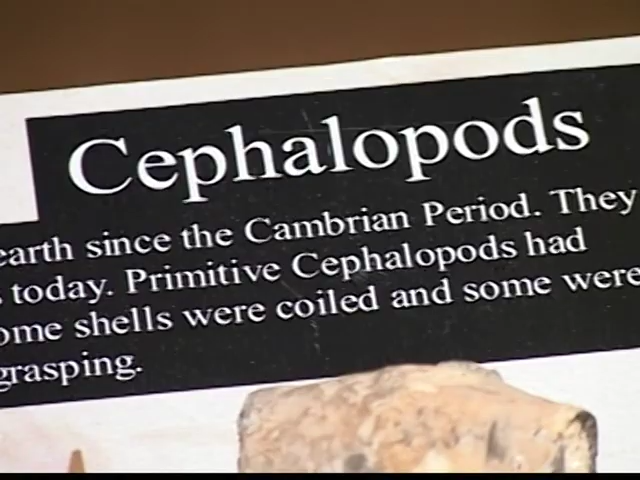 Cephalopods
earth since the Cambrian Period. They
today. Primitive Cephalopods had
ome shells were coiled and some were
grasping.